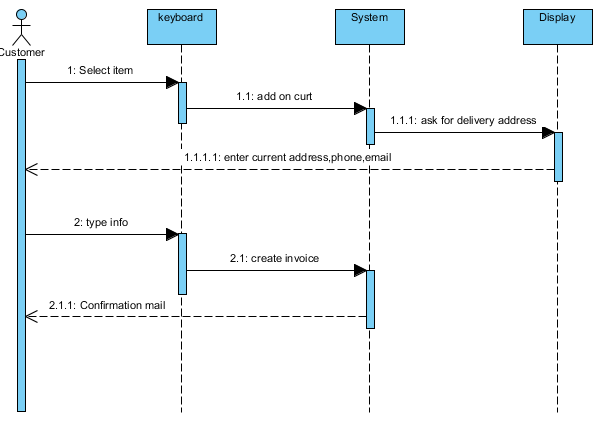 keyboard
System
Display
Customer
1: Select item
1.1: add on curt
1.1.1: ask for delivery address
1.1.1.1: enter current address,phone,email
2: type info
2.1: create invoice
2.1.1: Confirmation mail